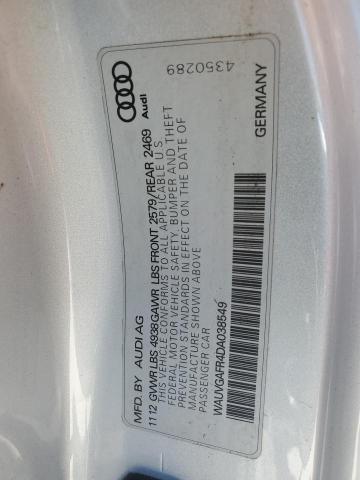 MFD. BY AUDI AG
1112 GVWR LBS 4938 GAWR LBS FRONT 2579/REAR 2469
THIS VEHICLE CONFORMS TO ALL APPLICABLE U S
FEDERAL MOTOR VEHICLE SAFETY, BUMPER AND THEFT
PREVENTION STANDARDS IN EFFECT ON THE DATE OF
MANUFACTURE SHOWN ABOVE
PASSENGER CAR
WAUVGAFR4DA038549
Audi
4350289
GERMANY